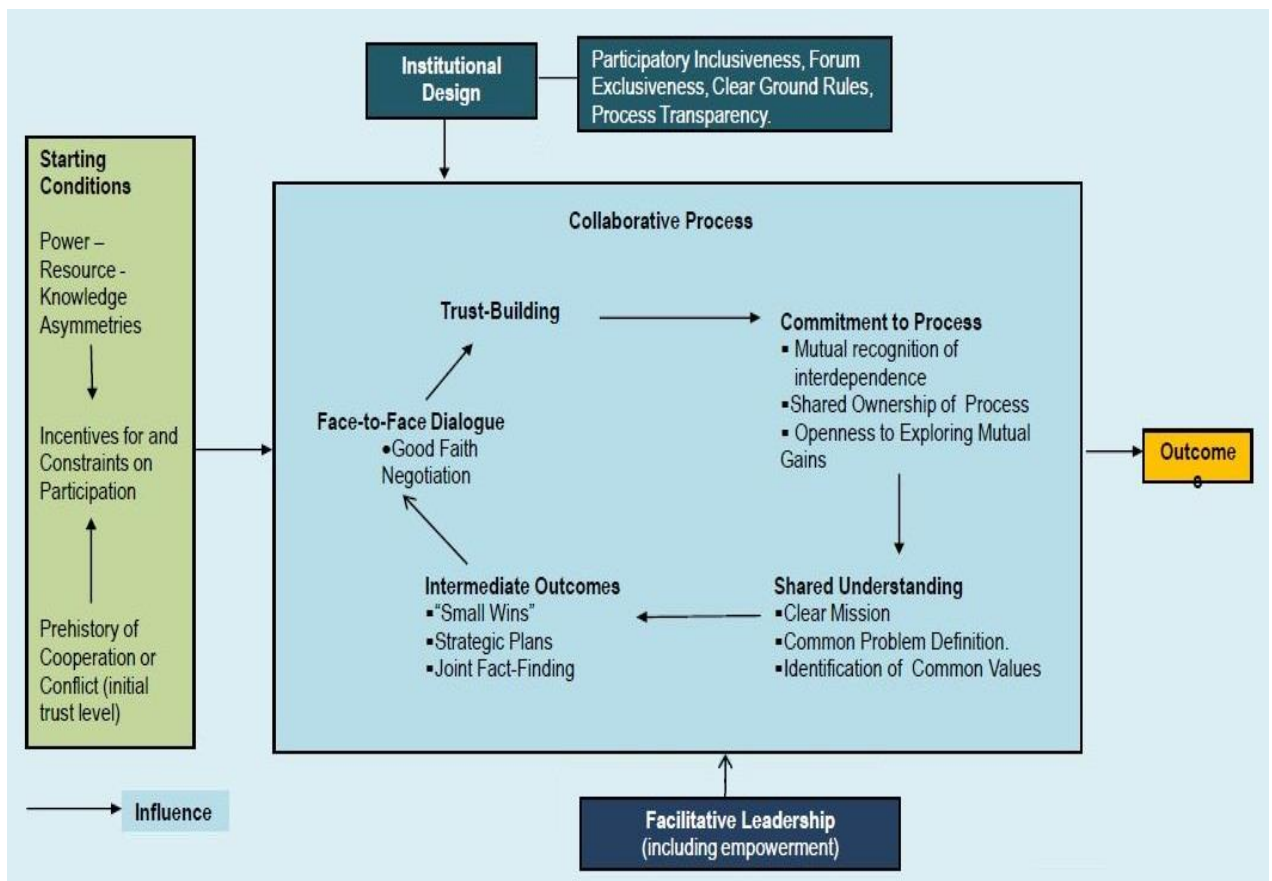 Institutional
Design
Participatory Inclusiveness, Forum
Exclusiveness, Clear Ground Rules,
Process Transparency.
Starting
Conditions
Power –
Resource -
Knowledge
Asymmetries
Incentives for and
Constraints on
Participation
Prehistory of
Cooperation or
Conflict (initial
trust level)
Collaborative Process
Trust-Building
Commitment to Process
▪ Mutual recognition of
interdependence
▪Shared Ownership of Process
▪ Openness to Exploring Mutual
Gains
Face-to-Face Dialogue
•Good Faith
Negotiation
Intermediate Outcomes
▪“Small Wins”
▪Strategic Plans
▪Joint Fact-Finding
Shared Understanding
▪Clear Mission
▪Common Problem Definition.
▪Identification of Common Values
Outcome
s
Influence
Facilitative Leadership
(including empowerment)